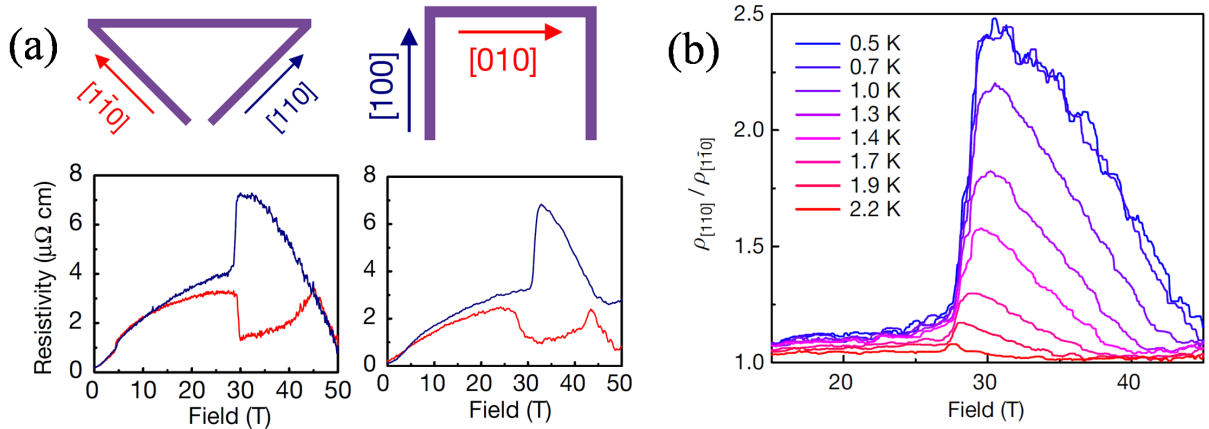 (a)
[11̄0]
[110]
[100]
[010]
Resistivity (μΩ cm)
8
6
4
2
0
0 10 20 30 40 50
Field (T)
8
6
4
2
0
0 10 20 30 40 50
Field (T)
(b)
ρ[110] / ρ[11̄0]
2.5
2.0
1.5
1.0
0.5 K
0.7 K
1.0 K
1.3 K
1.4 K
1.7 K
1.9 K
2.2 K
20 30 40
Field (T)